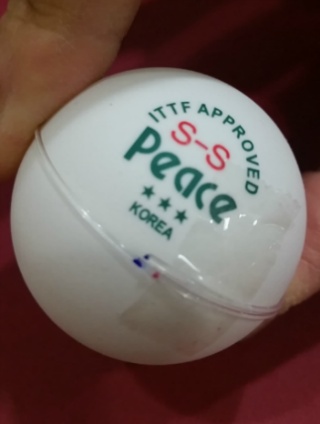 ITTF APPROVED
S-S
Peace
★★★
KOREA